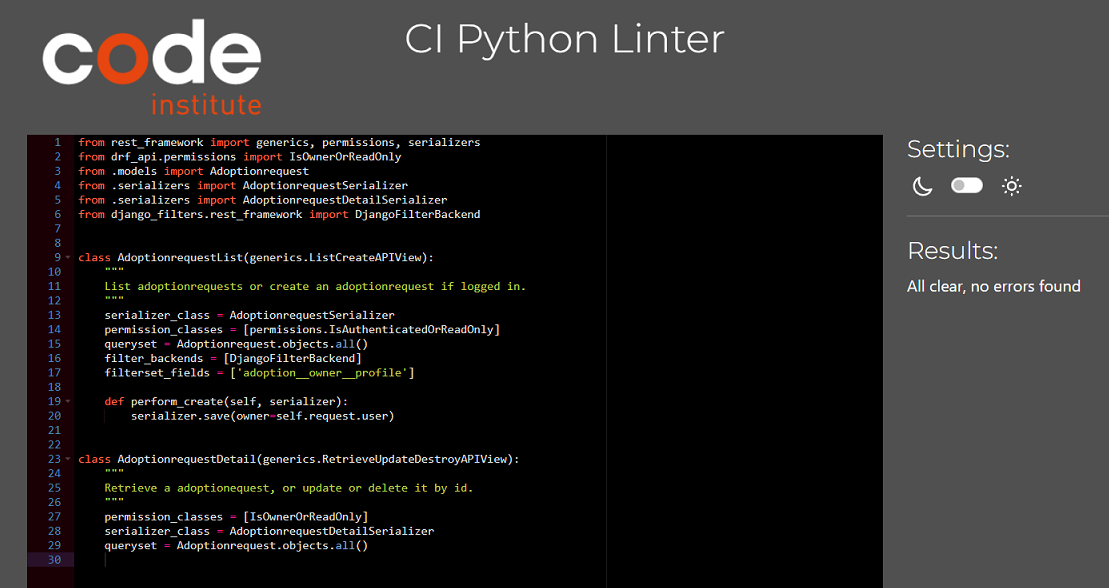 code
institute
CI Python Linter
1 from rest_framework import generics, permissions, serializers
2 from drf_api.permissions import IsOwnerOrReadOnly
3 from .models import Adoptionrequest
4 from .serializers import AdoptionrequestSerializer
5 from .serializers import AdoptionrequestDetailSerializer
6 from django_filters.rest_framework import DjangoFilterBackend
7
8
9 class AdoptionrequestList(generics.ListCreateAPIView):
10     """
11     List adoptionrequests or create an adoptionrequest if logged in.
12     """
13     serializer_class = AdoptionrequestSerializer
14     permission_classes = [permissions.IsAuthenticatedOrReadOnly]
15     queryset = Adoptionrequest.objects.all()
16     filter_backends = [DjangoFilterBackend]
17     filterset_fields = ['adoption__owner__profile']
18
19     def perform_create(self, serializer):
20         serializer.save(owner=self.request.user)
21
22
23 class AdoptionrequestDetail(generics.RetrieveUpdateDestroyAPIView):
24     """
25     Retrieve a adoptionequest, or update or delete it by id.
26     """
27     permission_classes = [IsOwnerOrReadOnly]
28     serializer_class = AdoptionrequestDetailSerializer
29     queryset = Adoptionrequest.objects.all()
30
Settings:
Results:
All clear, no errors found